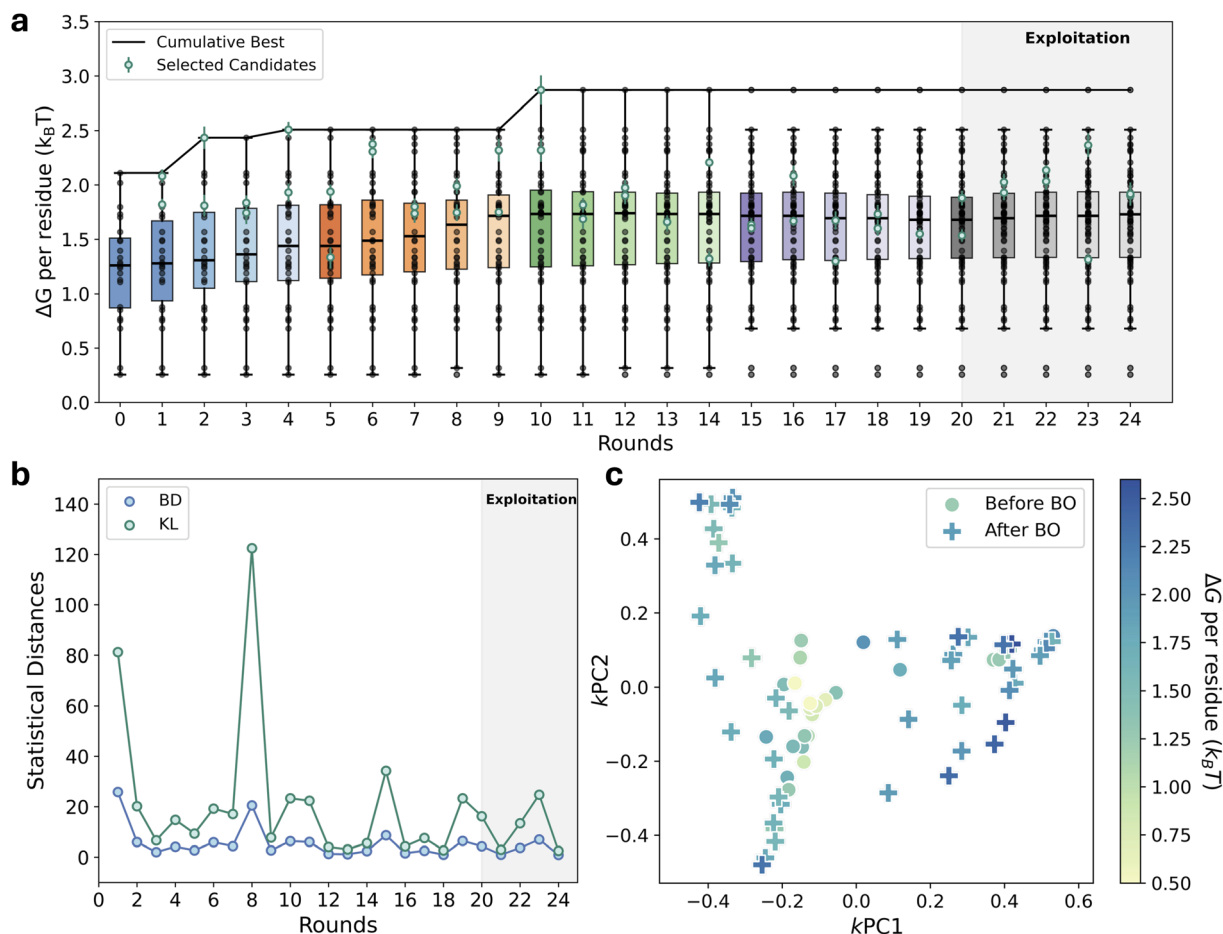 a
3.5
3.0
2.5
2.0
1.5
1.0
0.5
0.0
ΔG per residue (k_BT)
Cumulative Best
Selected Candidates
Exploitation
0 1 2 3 4 5 6 7 8 9 10 11 12 13 14 15 16 17 18 19 20 21 22 23 24
Rounds
b
140
120
100
80
60
40
20
0
Statistical Distances
BD
KL
Exploitation
0 2 4 6 8 10 12 14 16 18 20 22 24
Rounds
c
0.4
0.2
0.0
−0.2
−0.4
kPC2
Before BO
After BO
−0.4 −0.2 0.0 0.2 0.4 0.6
kPC1
2.50
2.25
2.00
1.75
1.50
1.25
1.00
0.75
0.50
ΔG per residue (k_BT)